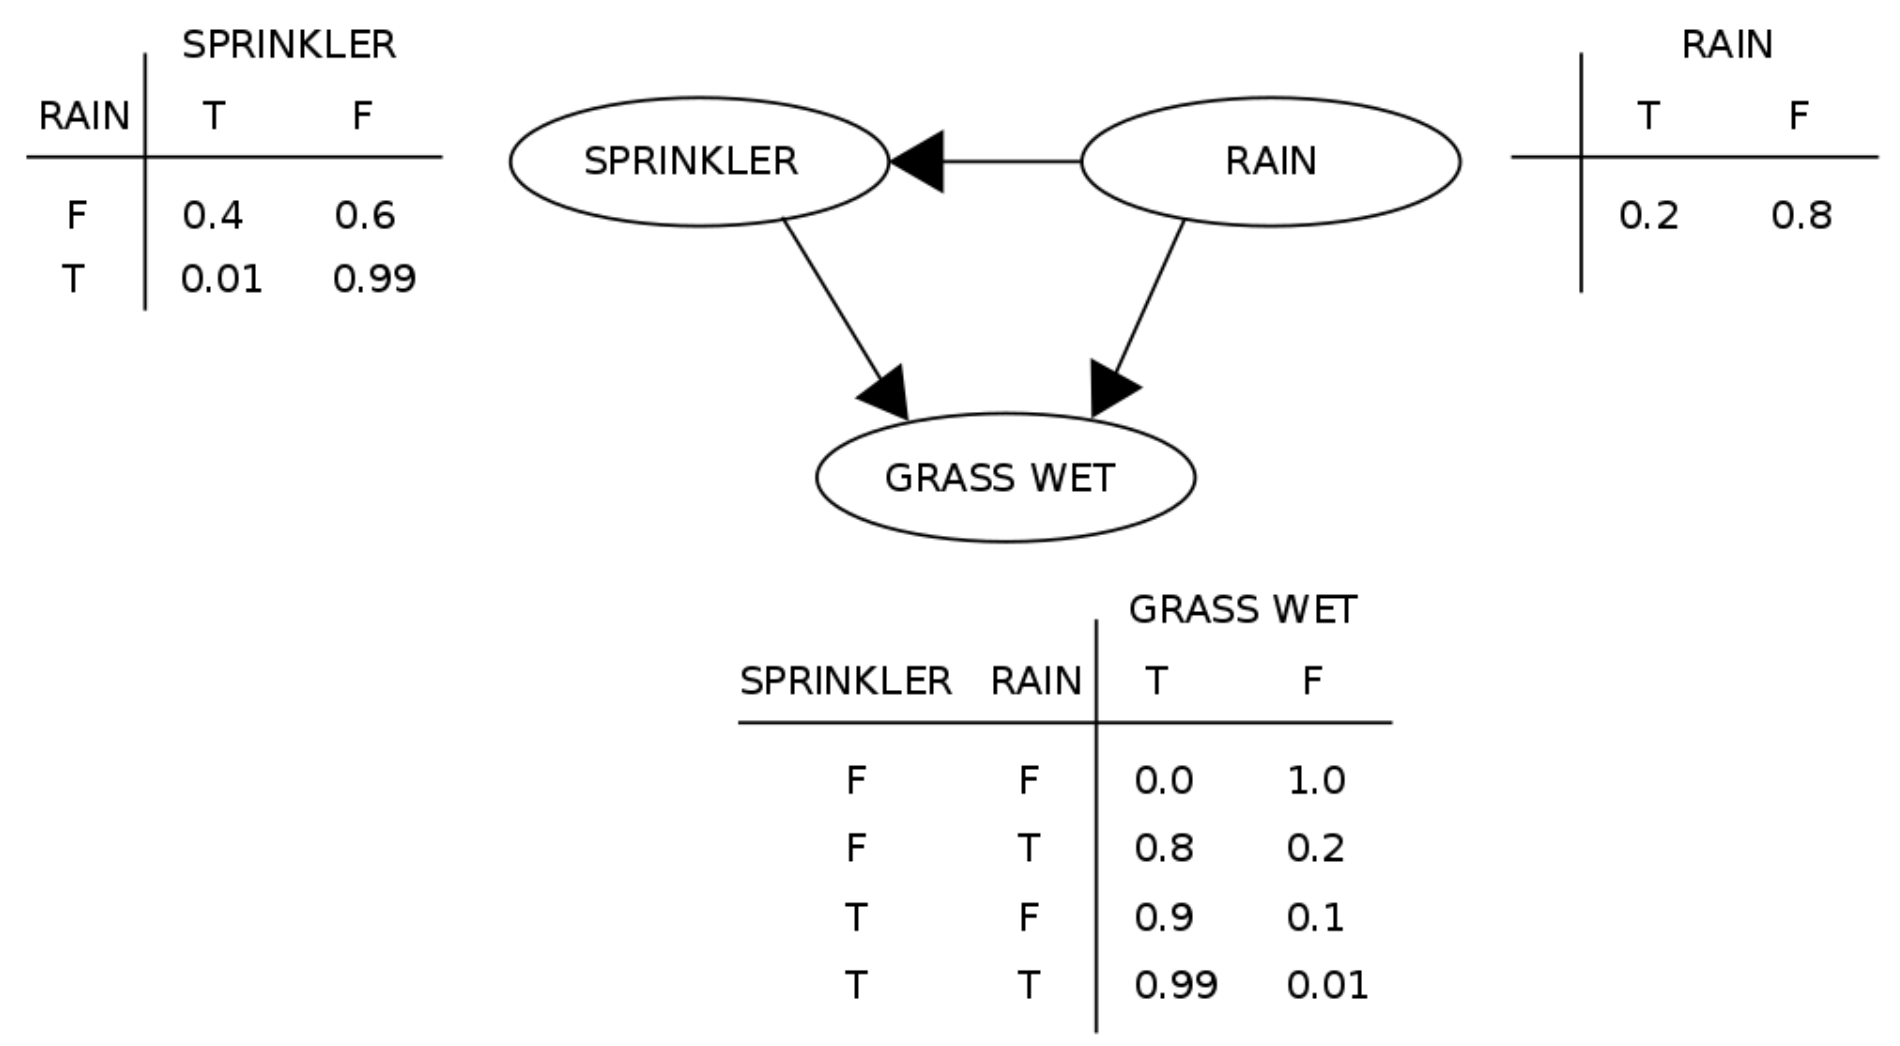 SPRINKLER
RAIN T F
F 0.4 0.6
T 0.01 0.99
SPRINKLER
RAIN
RAIN
T F
0.2 0.8
GRASS WET
GRASS WET
SPRINKLER RAIN T F
F F 0.0 1.0
F T 0.8 0.2
T F 0.9 0.1
T T 0.99 0.01